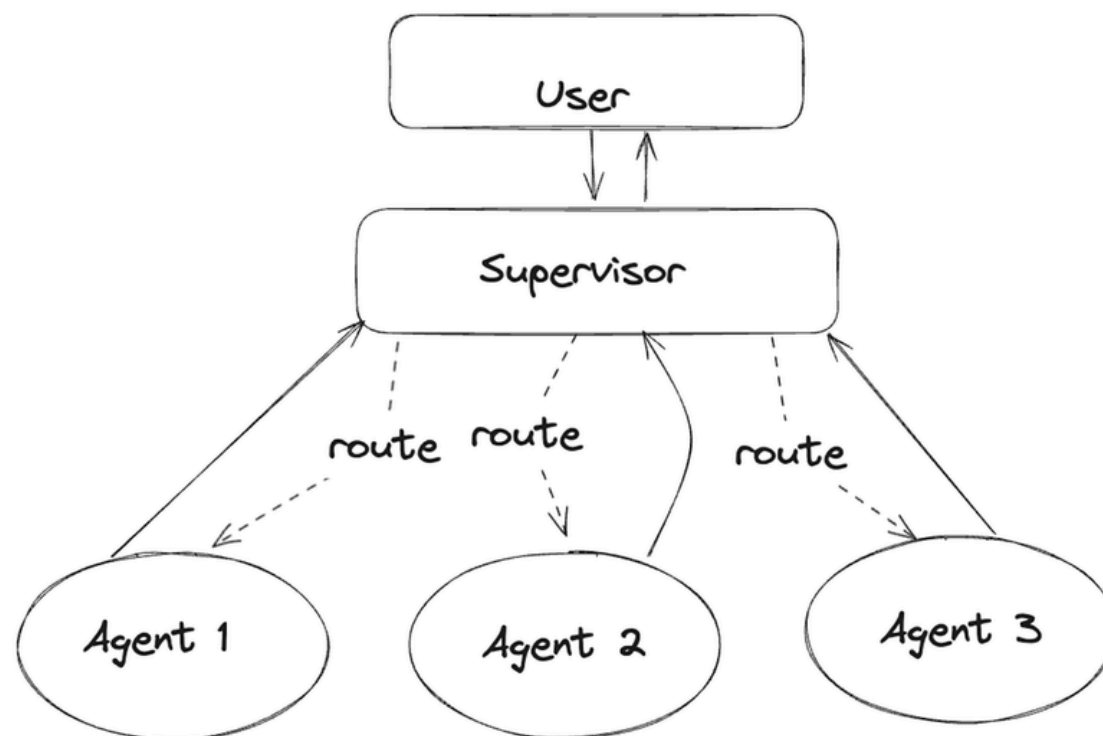 User
Supervisor
route
route
route
Agent 1
Agent 2
Agent 3